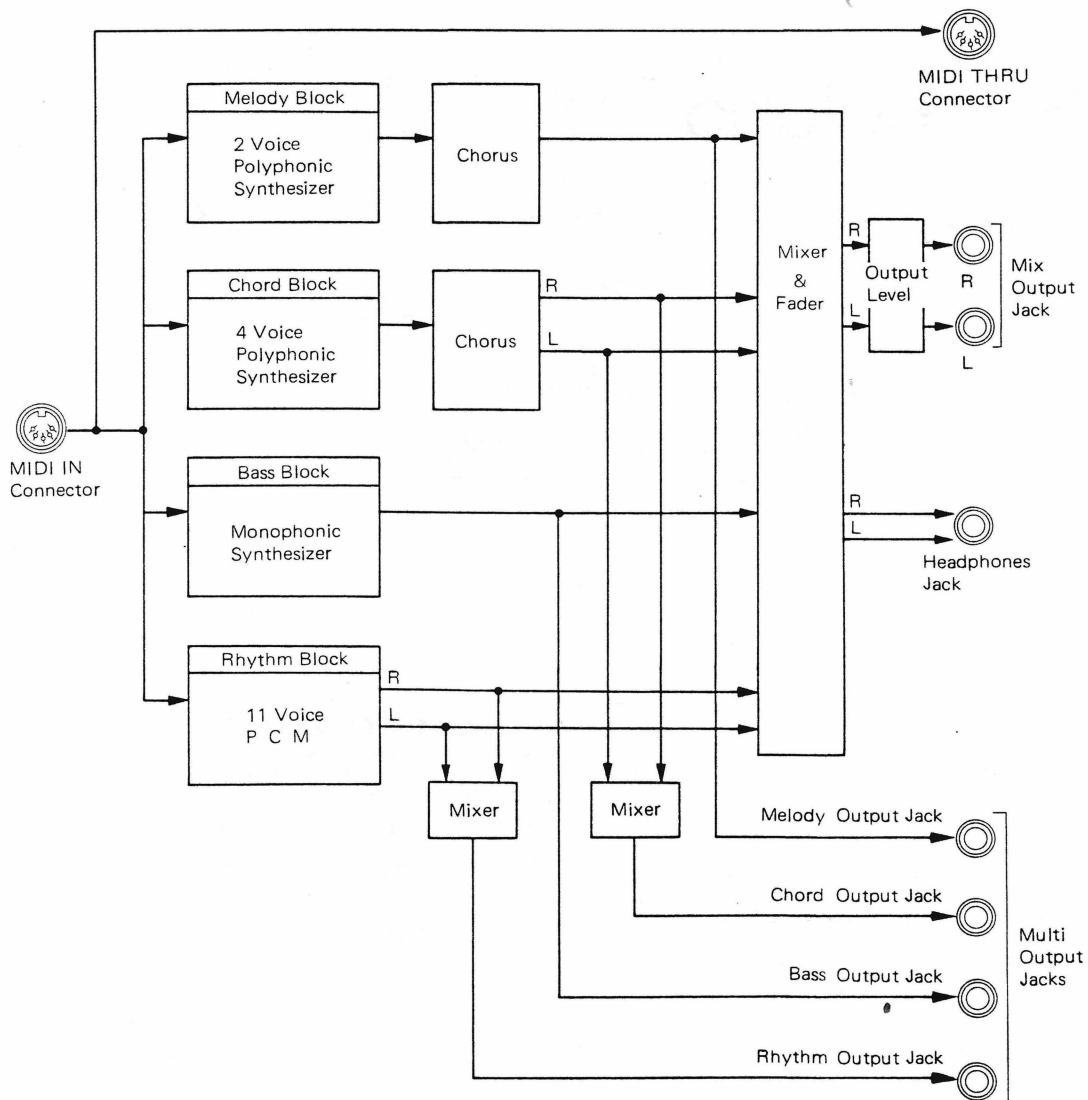 MIDI THRU
Connector
Melody Block
2 Voice
Polyphonic
Synthesizer
Chorus
Chord Block
4 Voice
Polyphonic
Synthesizer
Chorus
R
L
Mixer
&
Fader
R
L
Output
Level
R
L
Mix
Output
Jack
MIDI IN
Connector
Bass Block
Monophonic
Synthesizer
R
L
Headphones
Jack
Rhythm Block
11 Voice
P C M
R
L
Mixer
Mixer
Melody Output Jack
Chord Output Jack
Bass Output Jack
Rhythm Output Jack
Multi
Output
Jacks